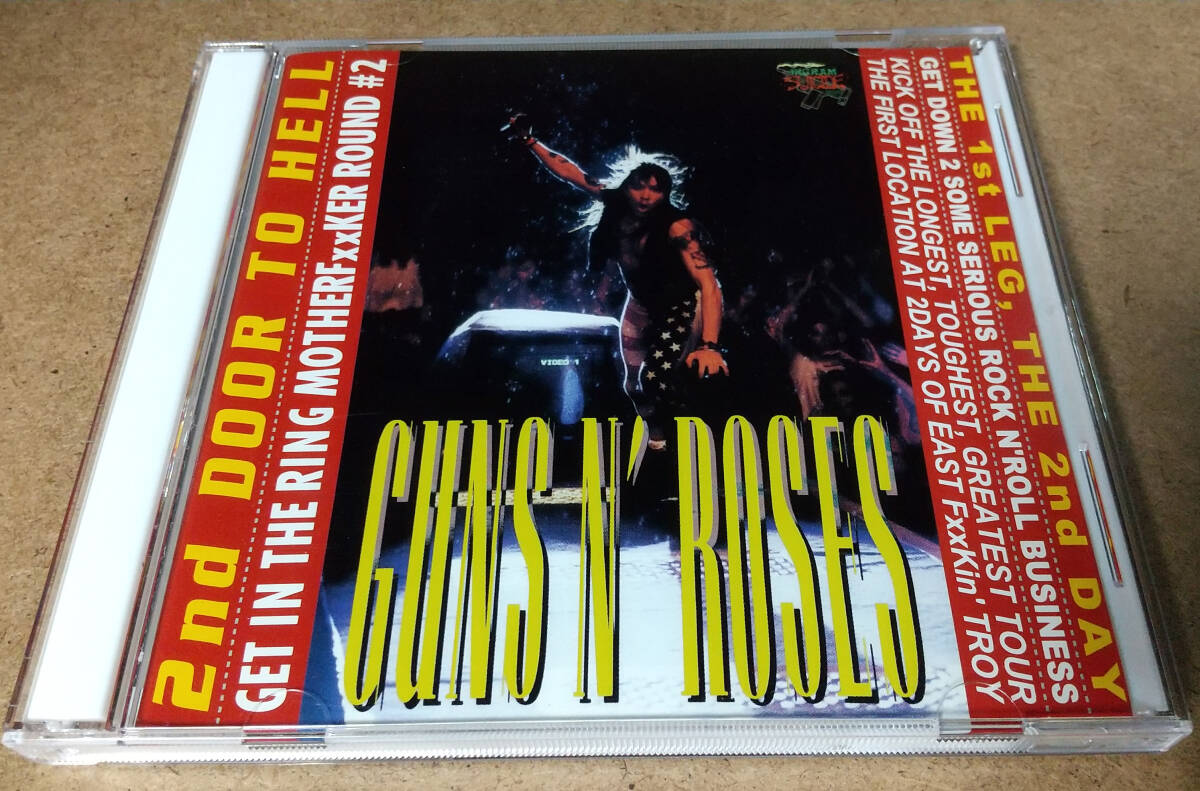 2nd DOOR TO HELL
GET IN THE RING MOTHERFxxKER ROUND #2
SUICIDE
VIDEO 1
GUNS N' ROSES
THE 1st LEG, THE 2nd DAY
GET DOWN 2 SOME SERIOUS ROCK N'ROLL BUSINESS
KICK OFF THE LONGEST, TOUGHEST, GREATEST TOUR
THE FIRST LOCATION AT 2DAYS OF EAST FxxKin' TROY